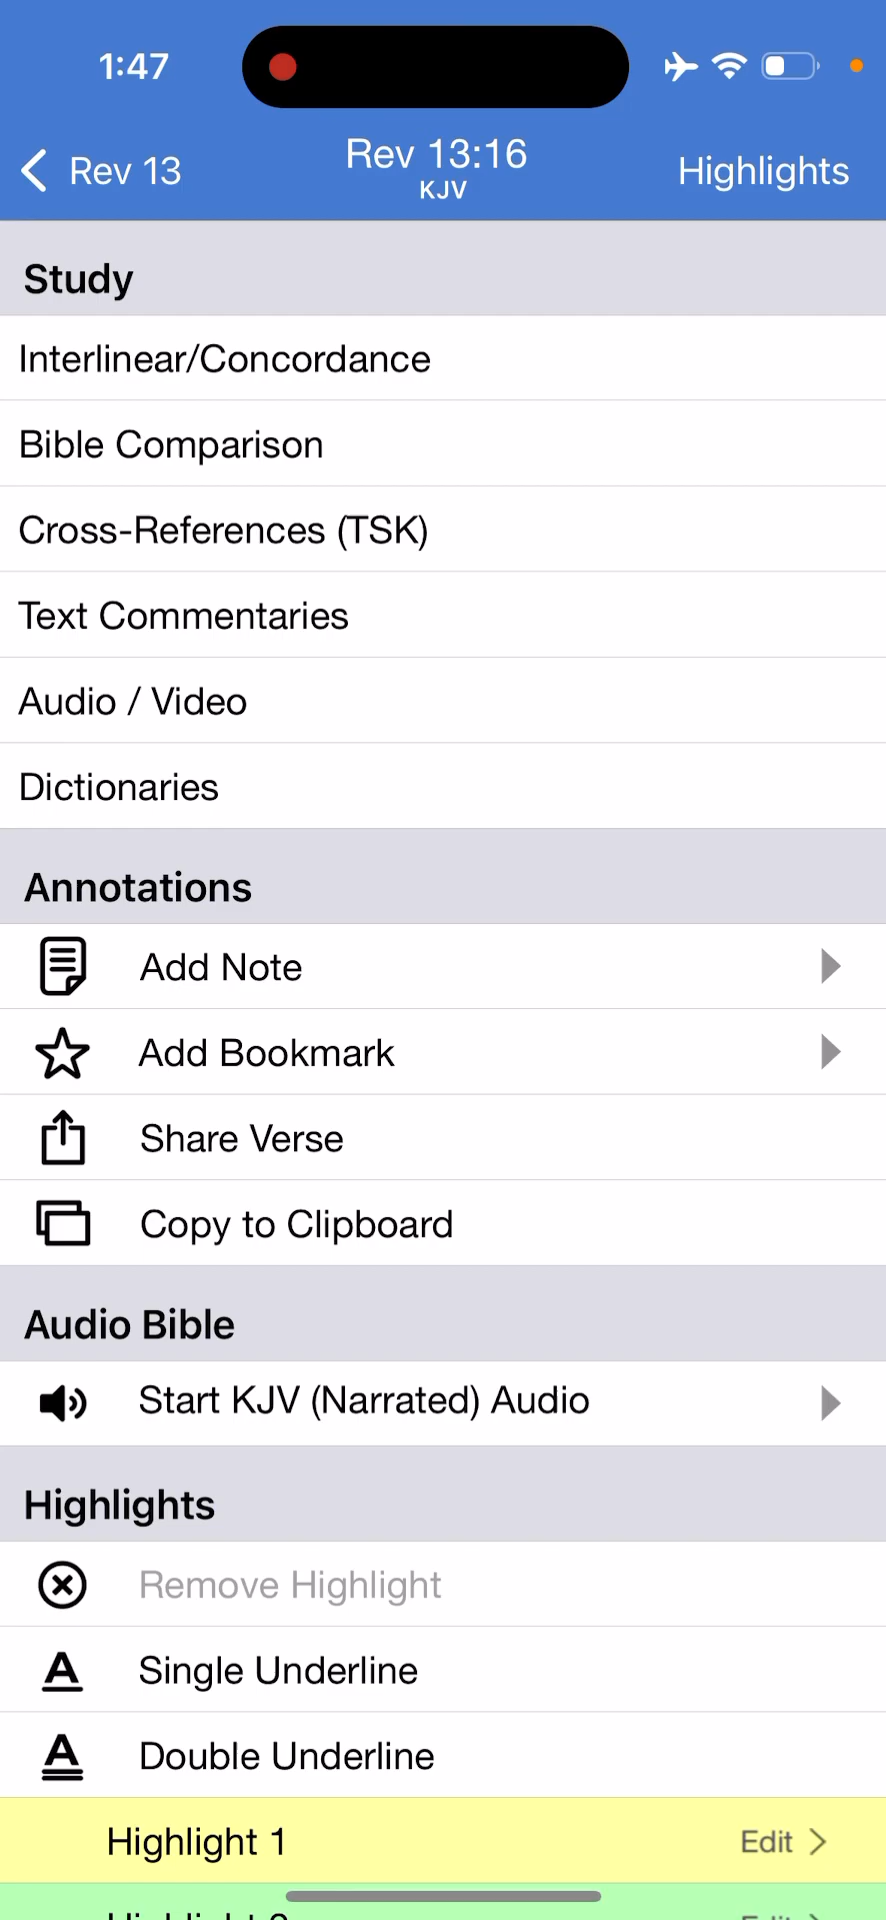 1:47
Rev 13
Rev 13:16
KJV
Highlights
Study
Interlinear/Concordance
Bible Comparison
Cross-References (TSK)
Text Commentaries
Audio / Video
Dictionaries
Annotations
Add Note
Add Bookmark
Share Verse
Copy to Clipboard
Audio Bible
Start KJV (Narrated) Audio
Highlights
Remove Highlight
A Single Underline
A Double Underline
Highlight 1 Edit